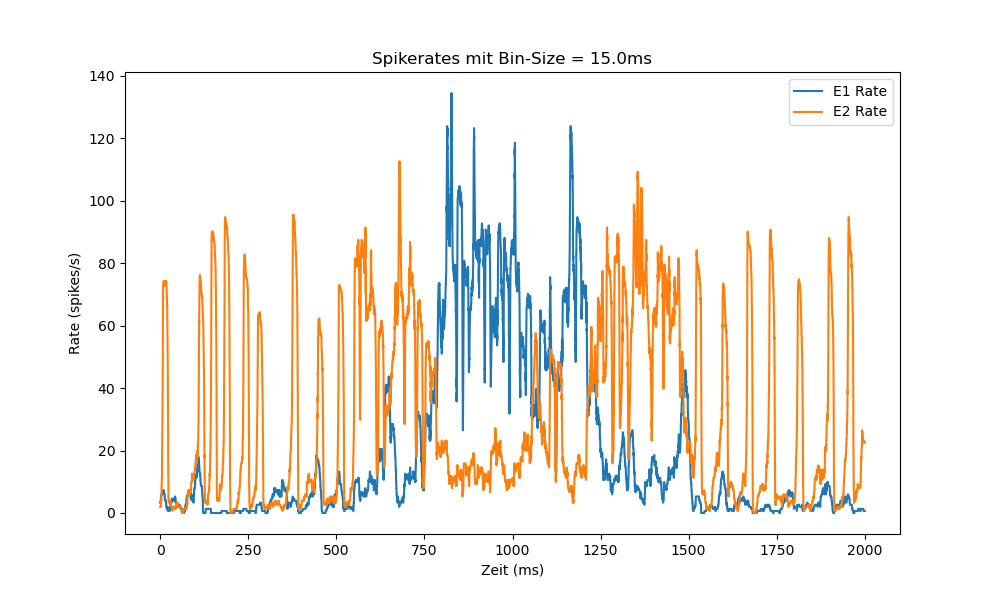 Spikerates mit Bin-Size = 15.0ms
E1 Rate
E2 Rate
140
120
100
80
60
40
20
0
Rate (spikes/s)
0 250 500 750 1000 1250 1500 1750 2000
Zeit (ms)